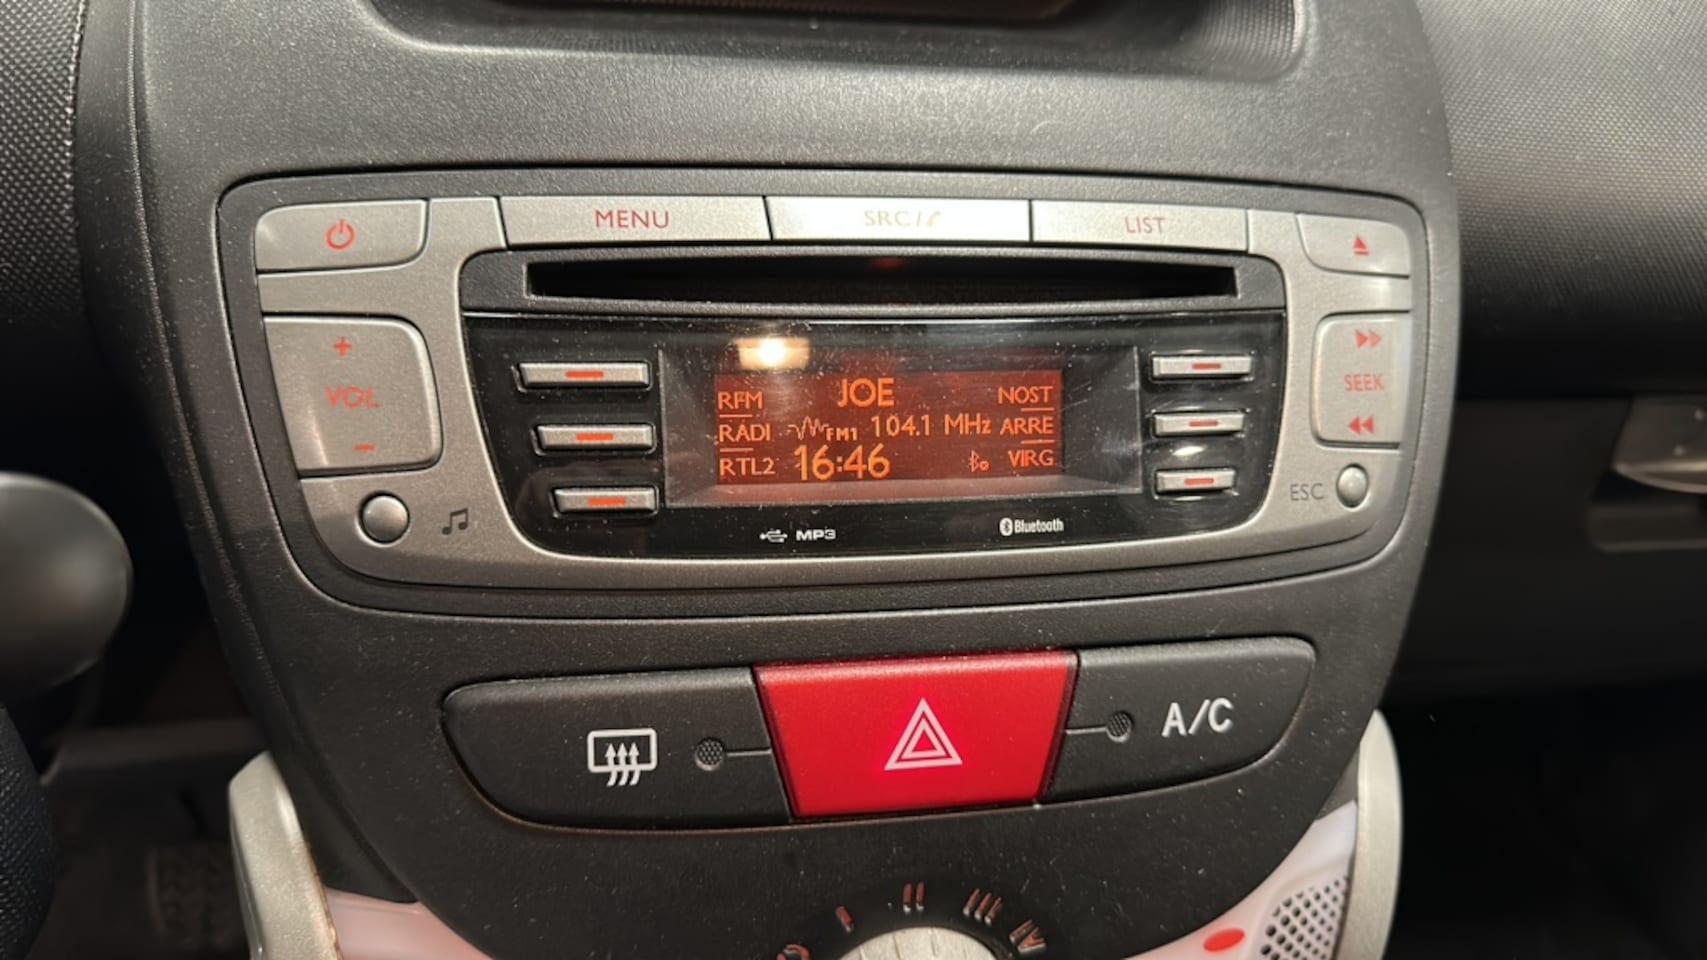 MENU SRC LIST
VOL
SEEK
RFM JOE NOST
RADI FM1 104.1 MHz ARRE
RTL2 16:46 VIRG
ESC
MP3 Bluetooth
A/C